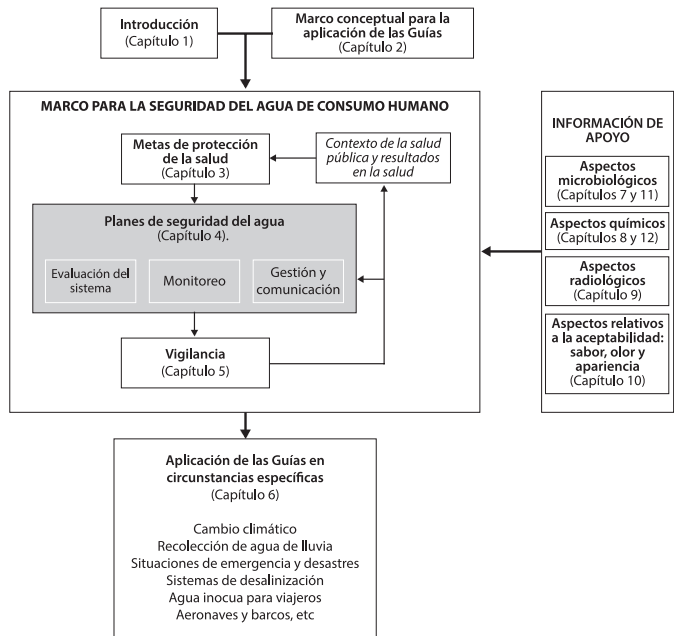 Introducción
(Capítulo 1)
Marco conceptual para la
aplicación de las Guías
(Capítulo 2)
MARCO PARA LA SEGURIDAD DEL AGUA DE CONSUMO HUMANO
Metas de protección
de la salud
(Capítulo 3)
Contexto de la salud
pública y resultados
en la salud
Planes de seguridad del agua
(Capítulo 4).
Evaluación del
sistema
Monitoreo
Gestión y
comunicación
Vigilancia
(Capítulo 5)
INFORMACIÓN DE
APOYO
Aspectos
microbiológicos
(Capítulos 7 y 11)
Aspectos químicos
(Capítulos 8 y 12)
Aspectos
radiológicos
(Capítulo 9)
Aspectos relativos
a la aceptabilidad:
sabor, olor y
apariencia
(Capítulo 10)
Aplicación de las Guías en
circunstancias específicas
(Capítulo 6)
Cambio climático
Recolección de agua de lluvia
Situaciones de emergencia y desastres
Sistemas de desalinización
Agua inocua para viajeros
Aeronaves y barcos, etc